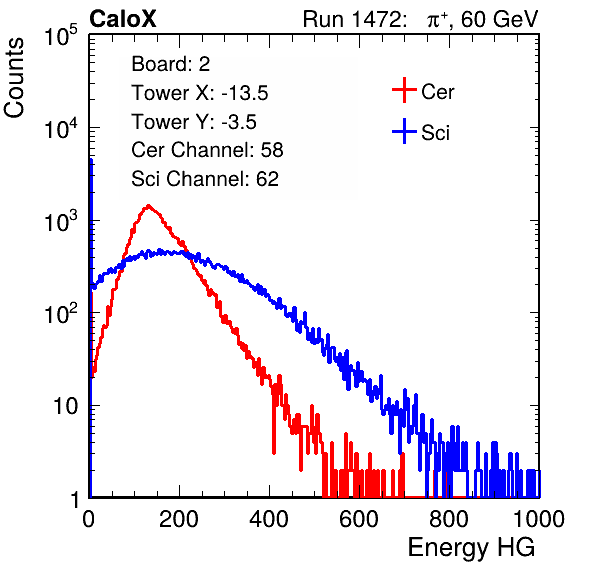 CaloX Run 1472: π⁺, 60 GeV
Counts
Board: 2
Tower X: -13.5
Tower Y: -3.5
Cer Channel: 58
Sci Channel: 62
Cer
Sci
10⁵
10⁴
10³
10²
10
1
0 200 400 600 800 1000
Energy HG